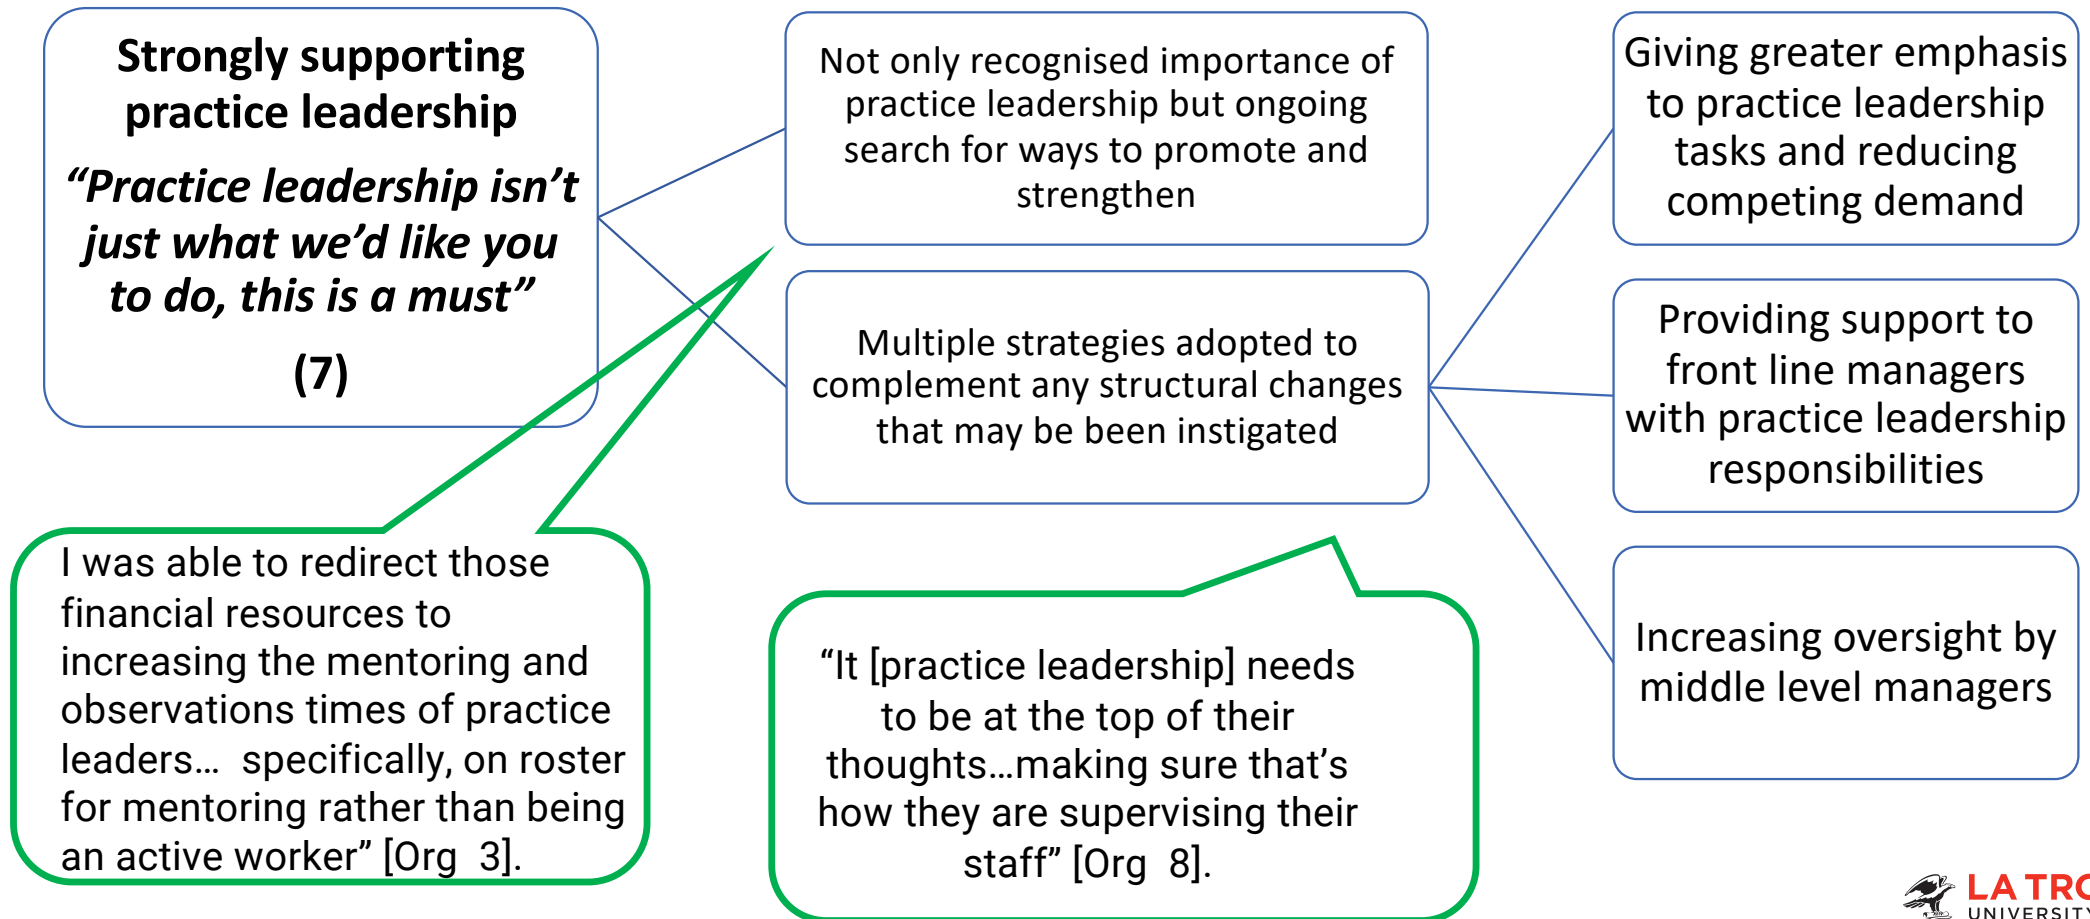 Strongly supporting
practice leadership
“Practice leadership isn’t
just what we’d like you
to do, this is a must”
(7)
Not only recognised importance of
practice leadership but ongoing
search for ways to promote and
strengthen
Multiple strategies adopted to
complement any structural changes
that may be been instigated
Giving greater emphasis
to practice leadership
tasks and reducing
competing demand
Providing support to
front line managers
with practice leadership
responsibilities
Increasing oversight by
middle level managers
I was able to redirect those
financial resources to
increasing the mentoring and
observations times of practice
leaders… specifically, on roster
for mentoring rather than being
an active worker” [Org 3].
“It [practice leadership] needs
to be at the top of their
thoughts…making sure that’s
how they are supervising their
staff” [Org 8].
LA TRO
UNIVERSITY